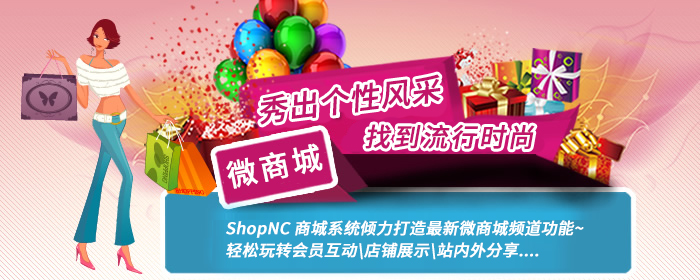 秀出个性风采
找到流行时尚
微商城
SHOPPING
ShopNC 商城系统倾力打造最新微商城频道功能~
轻松玩转会员互动\店铺展示\站内外分享....